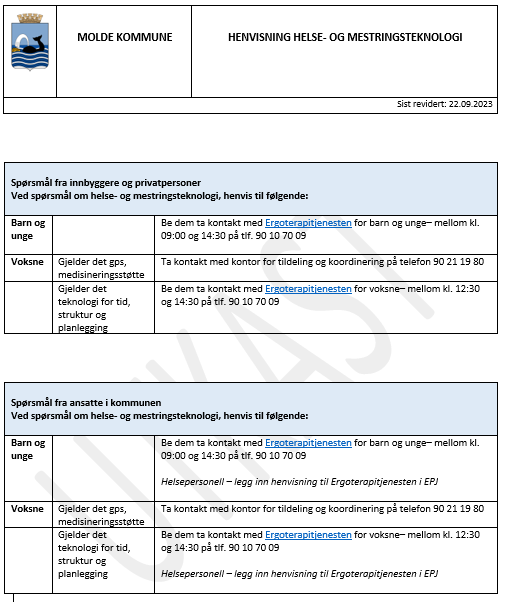 MOLDE KOMMUNE
HENVISNING HELSE- OG MESTRINGSTEKNOLOGI
Sist revidert: 22.09.2023
Spørsmål fra innbyggere og privatpersoner
Ved spørsmål om helse- og mestringsteknologi, henvis til følgende:
Barn og
unge
Be dem ta kontakt med Ergoterapitjenesten for barn og unge– mellom kl.
09:00 og 14:30 på tlf. 90 10 70 09
Voksne
Gjelder det gps,
medisineringsstøtte
Ta kontakt med kontor for tildeling og koordinering på telefon 90 21 19 80
Gjelder det
teknologi for tid,
struktur og
planlegging
Be dem ta kontakt med Ergoterapitjenesten for voksne– mellom kl. 12:30
og 14:30 på tlf. 90 10 70 09
Spørsmål fra ansatte i kommunen
Ved spørsmål om helse- og mestringsteknologi, henvis til følgende:
Barn og
unge
Be dem ta kontakt med Ergoterapitjenesten for barn og unge– mellom kl.
09:00 og 14:30 på tlf. 90 10 70 09
Helsepersonell – legg inn henvisning til Ergoterapitjenesten i EPJ
Voksne
Gjelder det gps,
medisineringsstøtte
Ta kontakt med kontor for tildeling og koordinering på telefon 90 21 19 80
Gjelder det
teknologi for tid,
struktur og
planlegging
Be dem ta kontakt med Ergoterapitjenesten for voksne– mellom kl. 12:30
og 14:30 på tlf. 90 10 70 09
Helsepersonell – legg inn henvisning til Ergoterapitjenesten i EPJ
UKAST